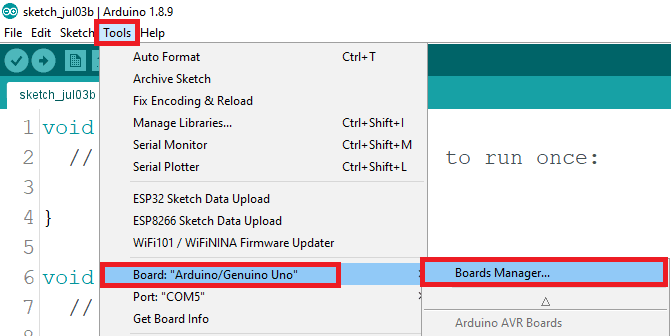 sketch_jul03b | Arduino 1.8.9
File Edit Sketch Tools Help
sketch_jul03b
Auto Format Ctrl+T
Archive Sketch
Fix Encoding & Reload
Manage Libraries... Ctrl+Shift+I
Serial Monitor Ctrl+Shift+M
Serial Plotter Ctrl+Shift+L
ESP32 Sketch Data Upload
ESP8266 Sketch Data Upload
WiFi101 / WiFiNINA Firmware Updater
Board: "Arduino/Genuino Uno"
Port: "COM5"
Get Board Info
Boards Manager...
Arduino AVR Boards
1 void
2 // to run once:
3
4 }
5
6 void
7 //
8